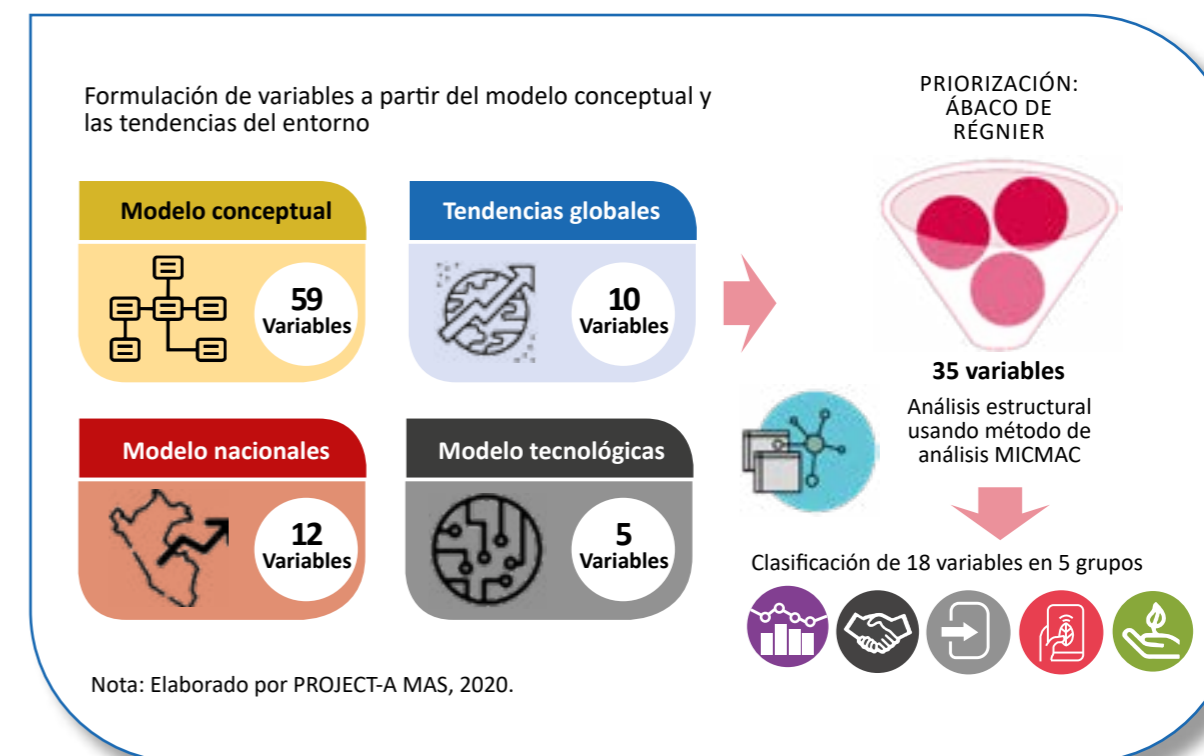 Formulación de variables a partir del modelo conceptual y
las tendencias del entorno
Modelo conceptual
59
Variables
Tendencias globales
10
Variables
Modelo nacionales
12
Variables
Modelo tecnológicas
5
Variables
PRIORIZACIÓN:
ÁBACO DE
RÉGNIER
35 variables
Análisis estructural
usando método de
análisis MICMAC
Clasificación de 18 variables en 5 grupos
Nota: Elaborado por PROJECT-A MAS, 2020.